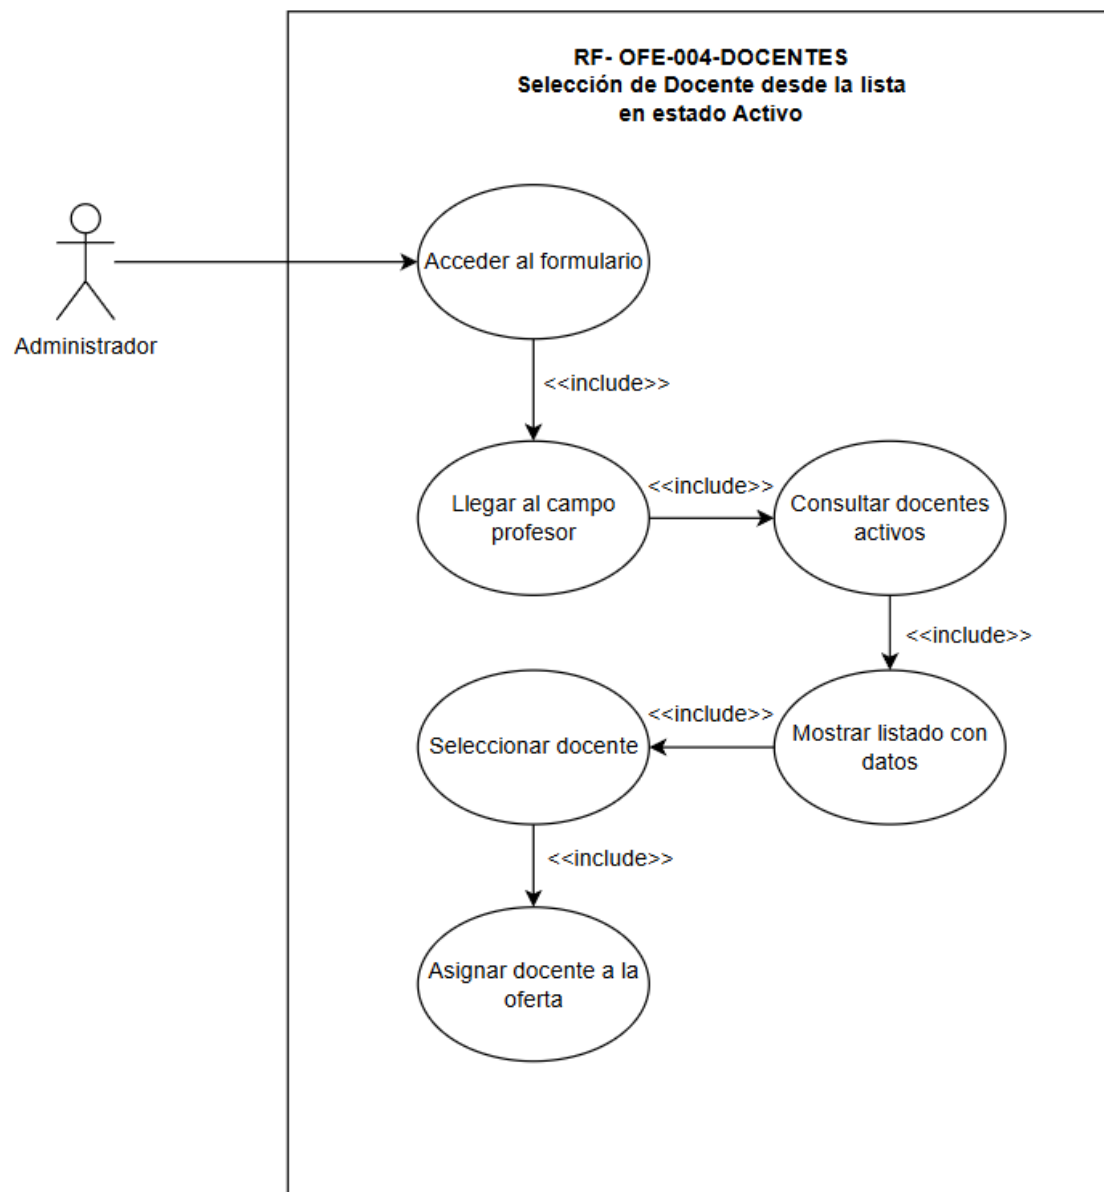 RF- OFE-004-DOCENTES
Selección de Docente desde la lista
en estado Activo
Administrador
Acceder al formulario
<<include>>
Llegar al campo
profesor
<<include>>
Consultar docentes
activos
<<include>>
Mostrar listado con
datos
<<include>>
Seleccionar docente
<<include>>
Asignar docente a la
oferta